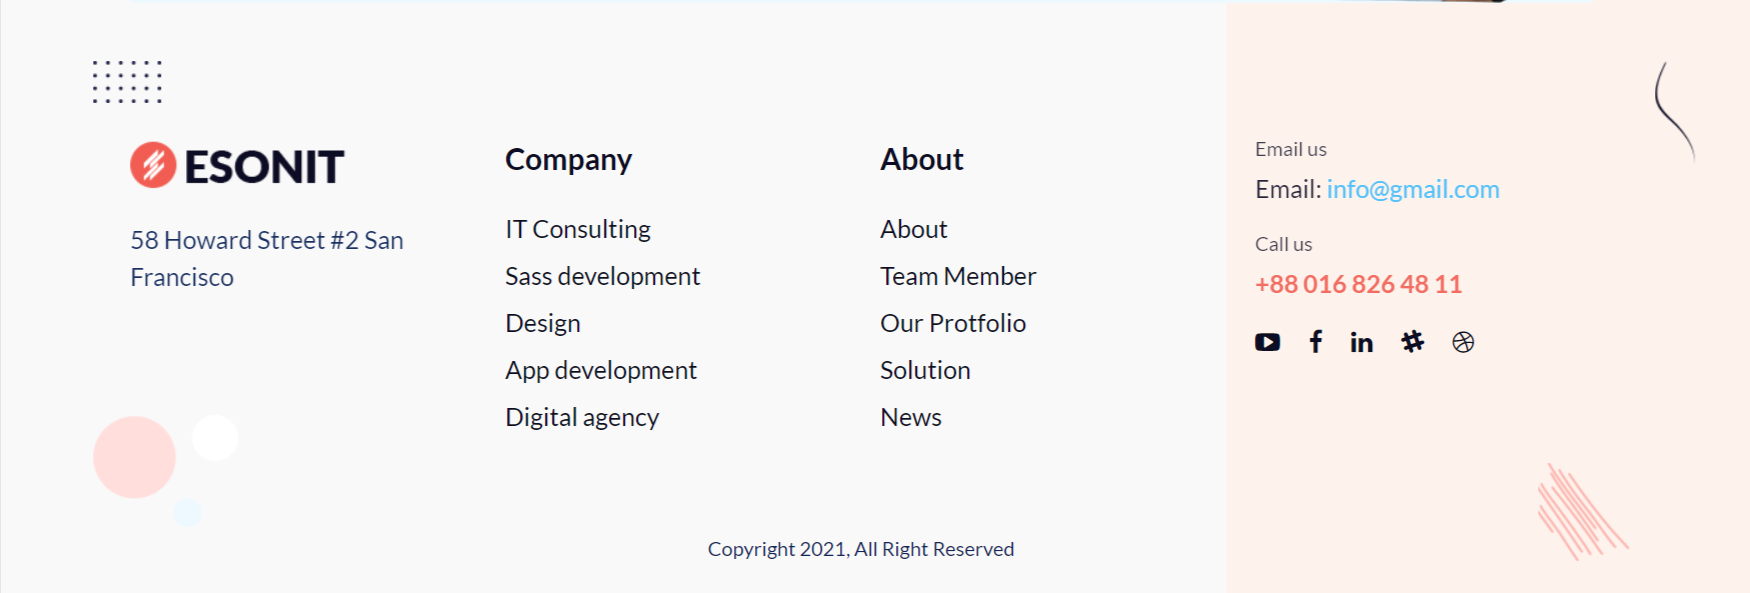 ESONIT
58 Howard Street #2 San
Francisco
Company
IT Consulting
Sass development
Design
App development
Digital agency
About
About
Team Member
Our Protfolio
Solution
News
Email us
Email: info@gmail.com
Call us
+88 016 826 48 11
Copyright 2021, All Right Reserved